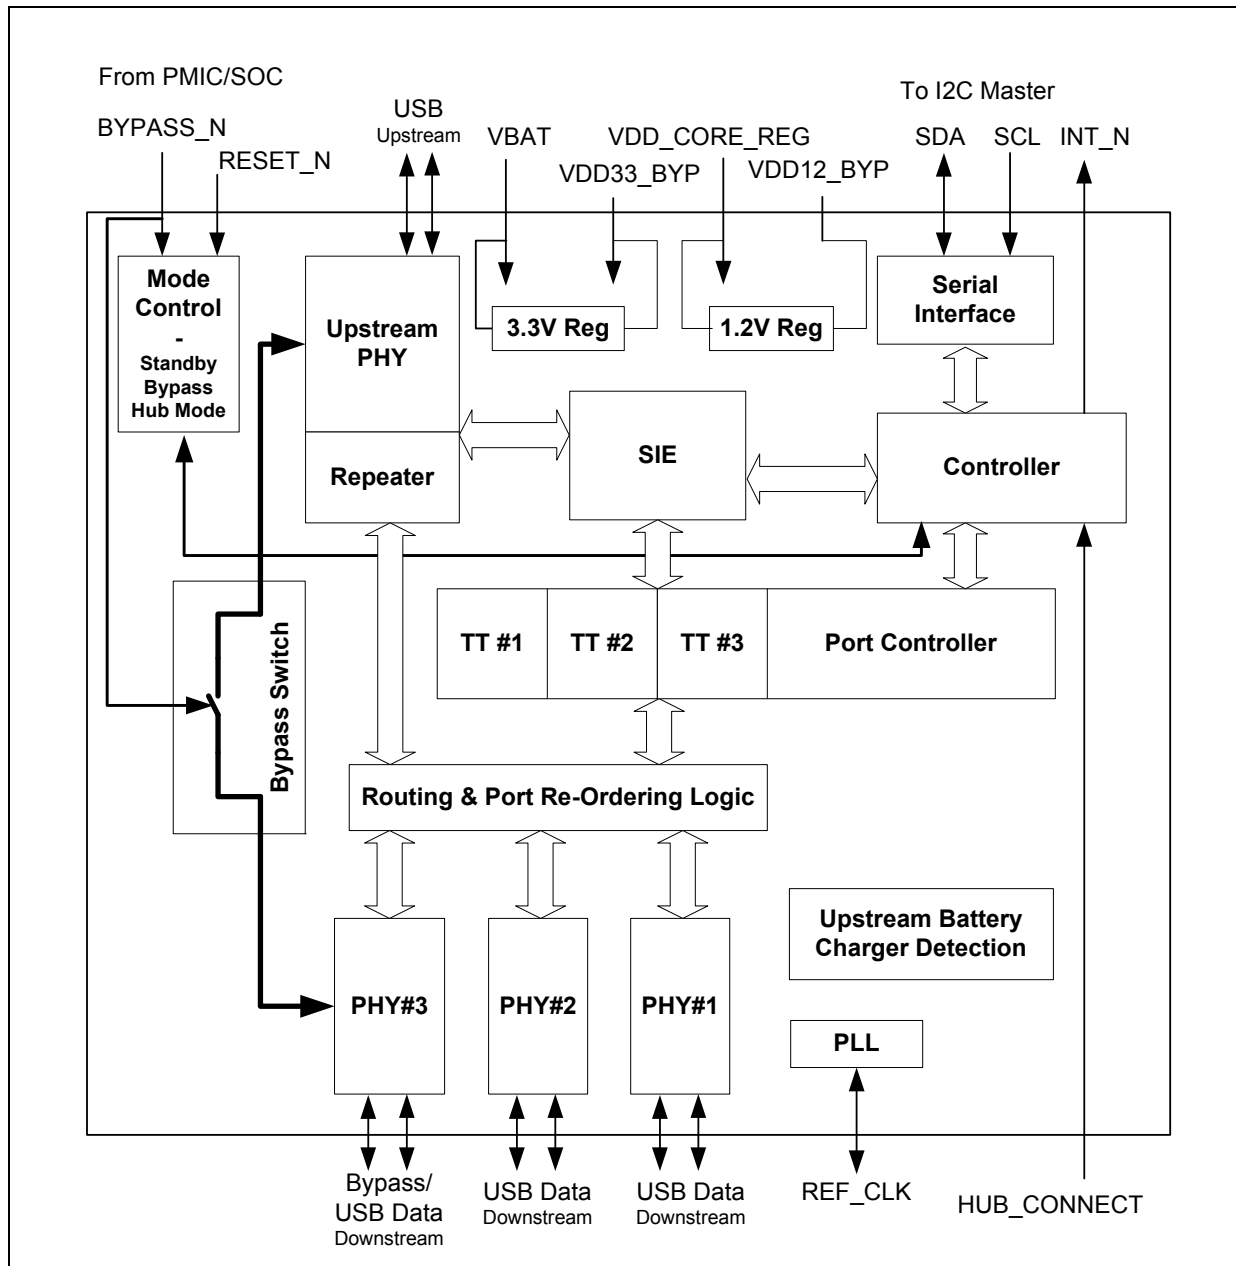 From PMIC/SOC
BYPASS_N
RESET_N
USB
Upstream
VBAT
VDD_CORE_REG
VDD33_BYP
VDD12_BYP
To I2C Master
SDA
SCL
INT_N
Mode
Control
-
Standby
Bypass
Hub Mode
Upstream
PHY
Repeater
3.3V Reg
1.2V Reg
Serial
Interface
SIE
Controller
Bypass Switch
TT #1
TT #2
TT #3
Port Controller
Routing & Port Re-Ordering Logic
PHY#3
PHY#2
PHY#1
Upstream Battery
Charger Detection
PLL
Bypass/
USB Data
Downstream
USB Data
Downstream
USB Data
Downstream
REF_CLK
HUB_CONNECT